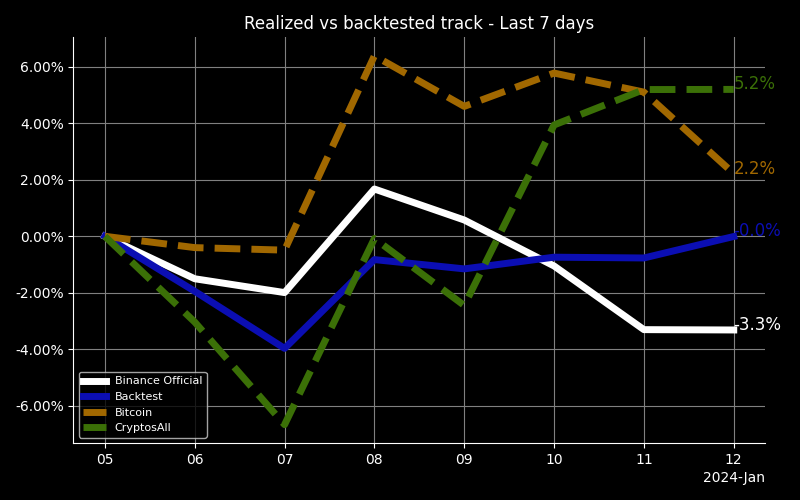 Realized vs backtested track - Last 7 days
6.00%
4.00%
2.00%
0.00%
-2.00%
-4.00%
-6.00%
5.2%
2.2%
-0.0%
-3.3%
Binance Official
Backtest
Bitcoin
CryptosAll
05 06 07 08 09 10 11 12
2024-Jan